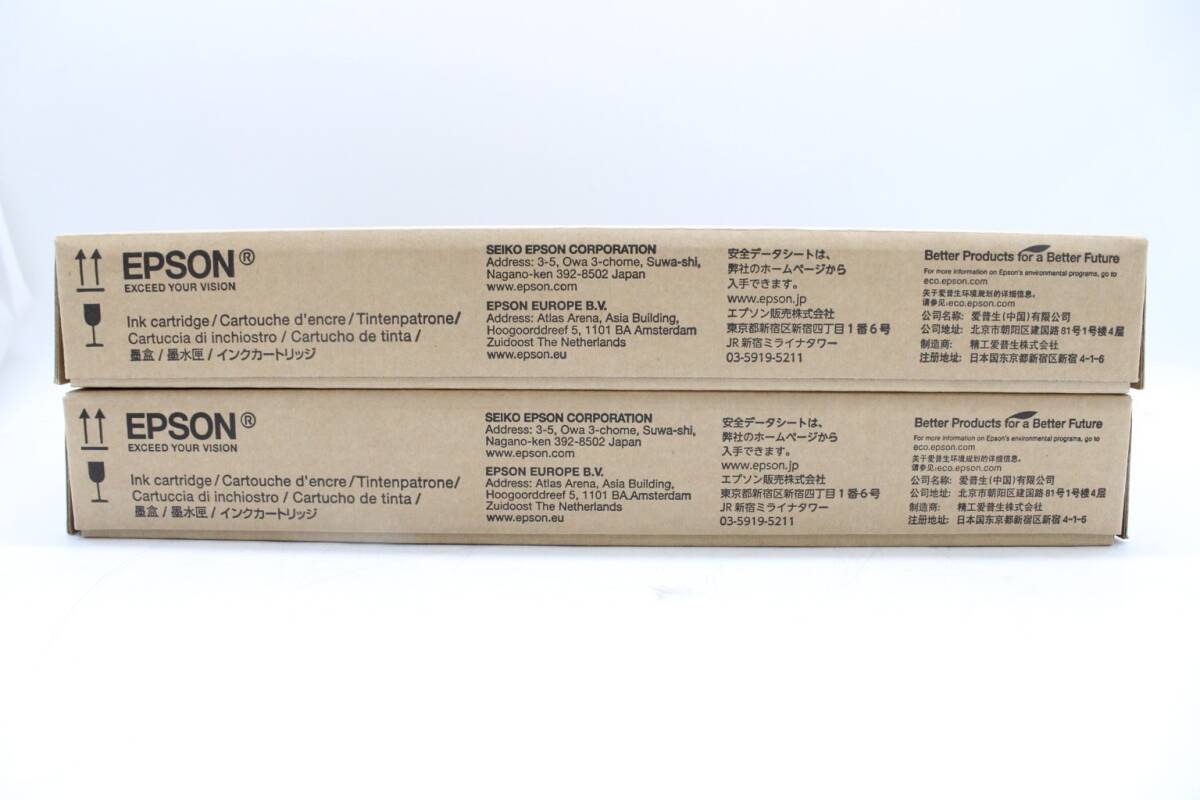 EPSON®
EXCEED YOUR VISION
Ink cartridge/Cartouche d'encre/Tintenpatrone/
Cartuccia di inchiostro/Cartucho de tinta/
墨盒/墨水匣/インクカートリッジ
SEIKO EPSON CORPORATION
Address: 3-5, Owa 3-chome, Suwa-shi,
Nagano-ken 392-8502 Japan
www.epson.com
EPSON EUROPE B.V.
Address: Atlas Arena, Asia Building,
Hoogoorddreef 5, 1101 BA Amsterdam
Zuidoost The Netherlands
www.epson.eu
安全データシートは、
弊社のホームページから
入手できます。
www.epson.jp
エプソン販売株式会社
東京都新宿区新宿四丁目1番6号
JR新宿ミライナタワー
03-5919-5211
Better Products for a Better Future
For more information on Epson's environmental programs, go to
eco.epson.com
关于爱普生环境规划的详细信息。
请参见:eco.epson.com
公司名称: 爱普生(中国)有限公司
公司地址: 北京市朝阳区建国路81号1号楼4层
制造商: 精工爱普生株式会社
注册地址: 日本国东京都新宿区新宿4-1-6
EPSON®
EXCEED YOUR VISION
Ink cartridge/Cartouche d'encre/Tintenpatrone/
Cartuccia di inchiostro/Cartucho de tinta/
墨盒/墨水匣/インクカートリッジ
SEIKO EPSON CORPORATION
Address: 3-5, Owa 3-chome, Suwa-shi,
Nagano-ken 392-8502 Japan
www.epson.com
EPSON EUROPE B.V.
Address: Atlas Arena, Asia Building,
Hoogoorddreef 5, 1101 BA Amsterdam
Zuidoost The Netherlands
www.epson.eu
安全データシートは、
弊社のホームページから
入手できます。
www.epson.jp
エプソン販売株式会社
東京都新宿区新宿四丁目1番6号
JR新宿ミライナタワー
03-5919-5211
Better Products for a Better Future
For more information on Epson's environmental programs, go to
eco.epson.com
关于爱普生环境规划的详细信息。
请参见:eco.epson.com
公司名称: 爱普生(中国)有限公司
公司地址: 北京市朝阳区建国路81号1号楼4层
制造商: 精工爱普生株式会社
注册地址: 日本国东京都新宿区新宿4-1-6